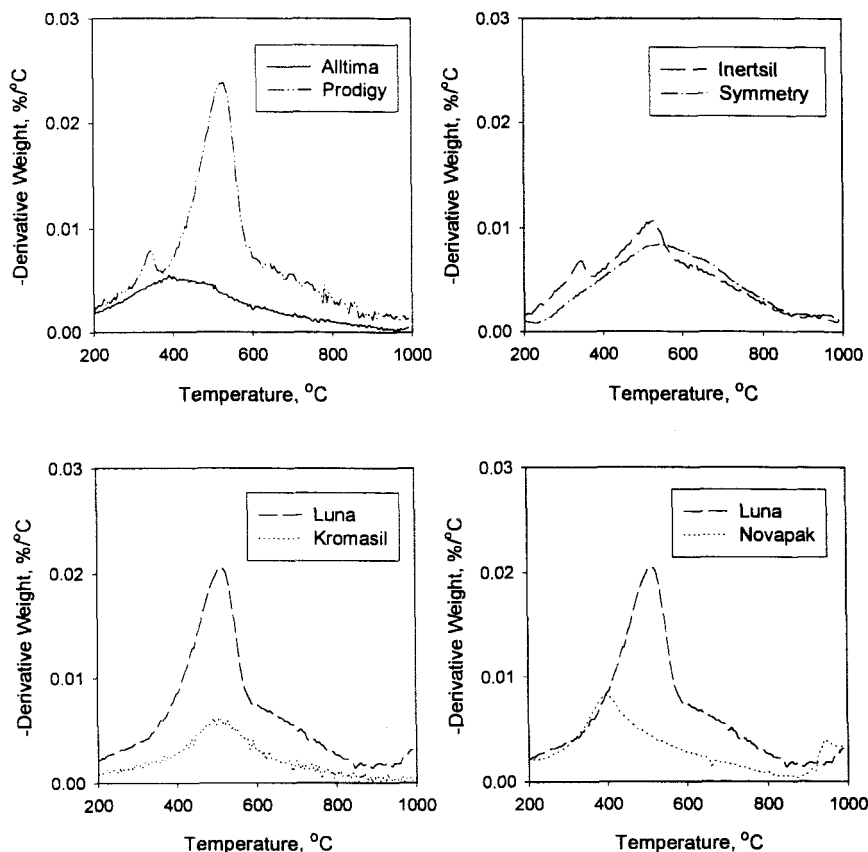 0.03
0.02
0.01
0.00
-Derivative Weight, %/°C
Alltima
Prodigy
200 400 600 800 1000
Temperature, °C
0.03
0.02
0.01
0.00
-Derivative Weight, %/°C
Inertsil
Symmetry
200 400 600 800 1000
Temperature, °C
0.03
0.02
0.01
0.00
-Derivative Weight, %/°C
Luna
Kromasil
200 400 600 800 1000
Temperature, °C
0.03
0.02
0.01
0.00
-Derivative Weight, %/°C
Luna
Novapak
200 400 600 800 1000
Temperature, °C